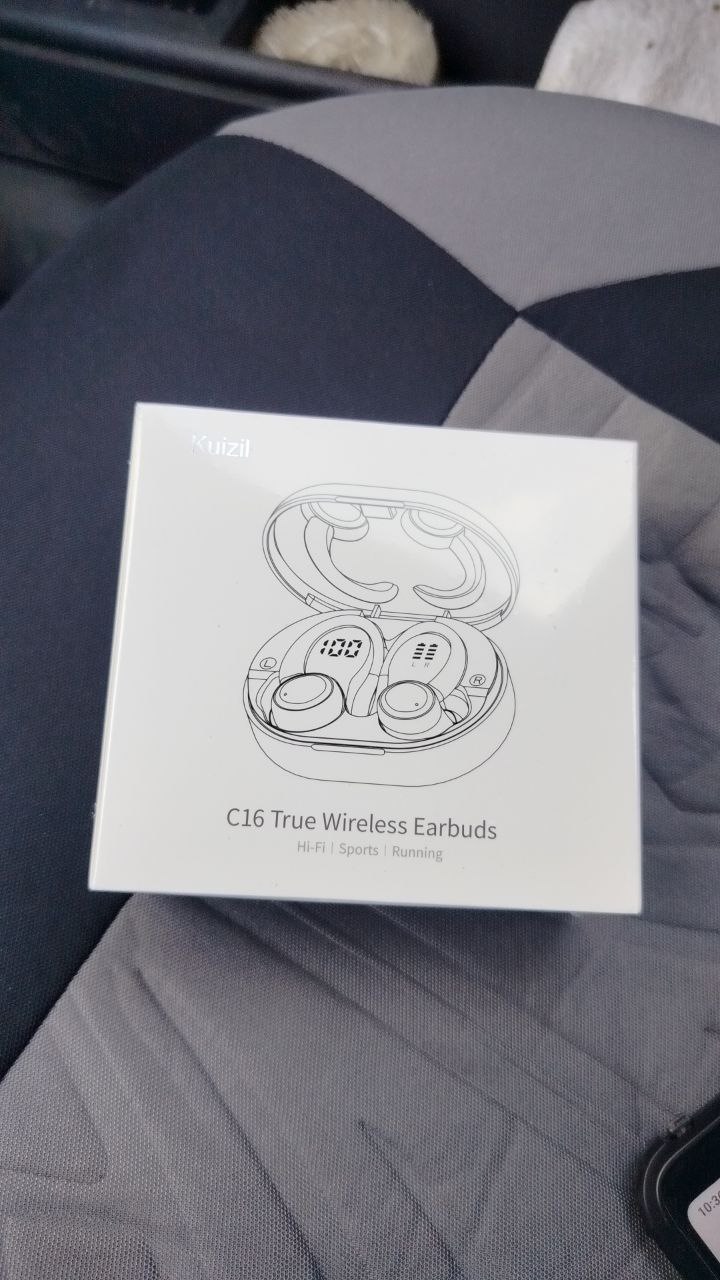 Kuizil
100
L R
L
R
C16 True Wireless Earbuds
Hi-Fi | Sports | Running